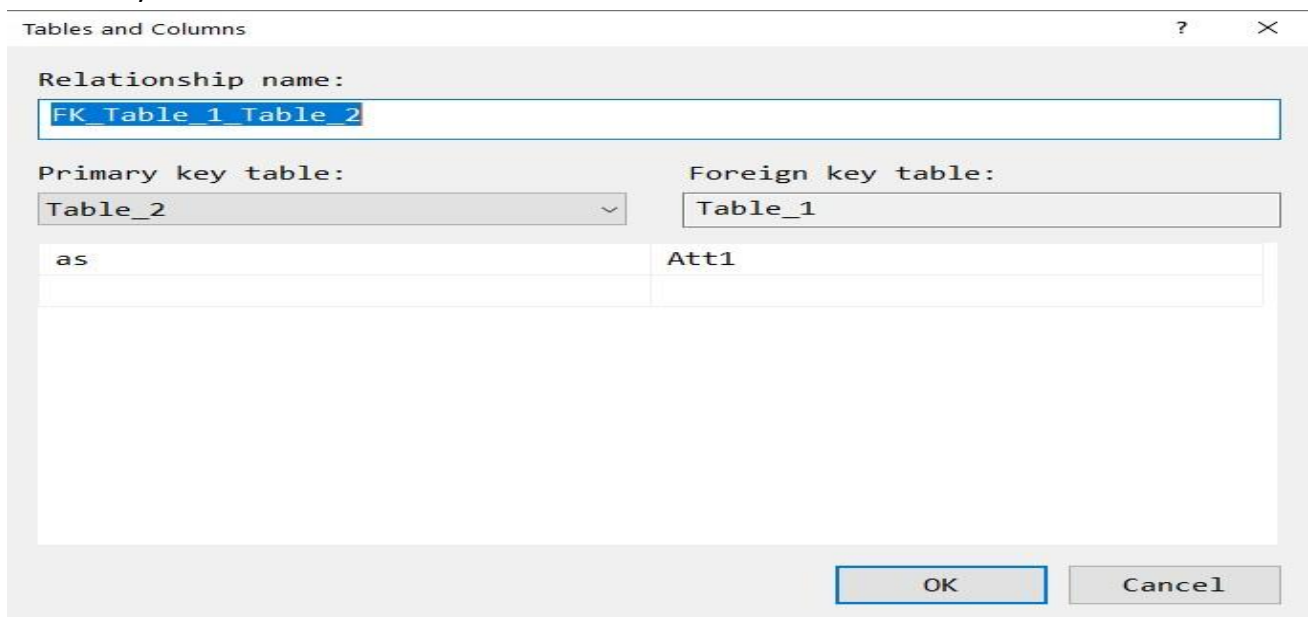 Tables and Columns ?
Relationship name:
FK_Table_1_Table_2
Primary key table: Foreign key table:
Table_2 Table_1
as Att1
OK Cancel